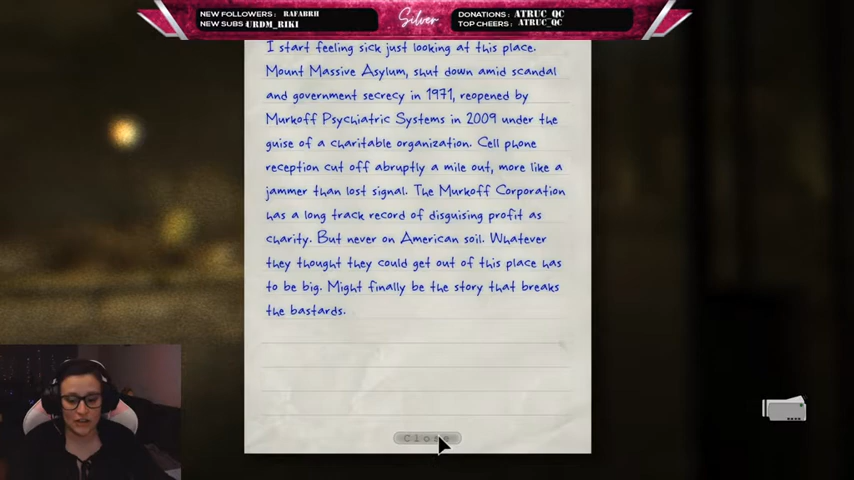 NEW FOLLOWERS : RAFABRH
NEW SUBS URDM_RIKI
Silver
DONATIONS : ATRUC_QC
TOP CHEERS : ATRUC_QC
I start feeling sick just looking at this place.
Mount Massive Asylum, shut down amid scandal
and government secrecy in 1971, reopened by
Murkoff Psychiatric Systems in 2009 under the
guise of a charitable organization. Cell phone
reception cut off abruptly a mile out, more like a
jammer than lost signal. The Murkoff Corporation
has a long track record of disguising profit as
charity. But never on American soil. Whatever
they thought they could get out of this place has
to be big. Might finally be the story that breaks
the bastards.
Close